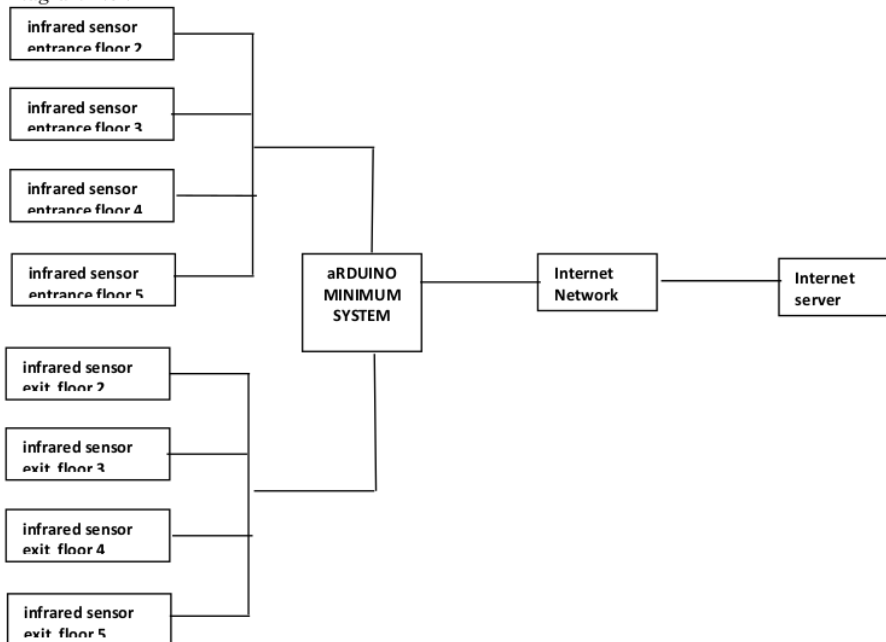 infrared sensor
entrance floor 2
infrared sensor
entrance floor 3
infrared sensor
entrance floor 4
infrared sensor
entrance floor 5
aRDUINO
MINIMUM
SYSTEM
Internet
Network
Internet
server
infrared sensor
exit floor 2
infrared sensor
exit floor 3
infrared sensor
exit floor 4
infrared sensor
exit floor 5